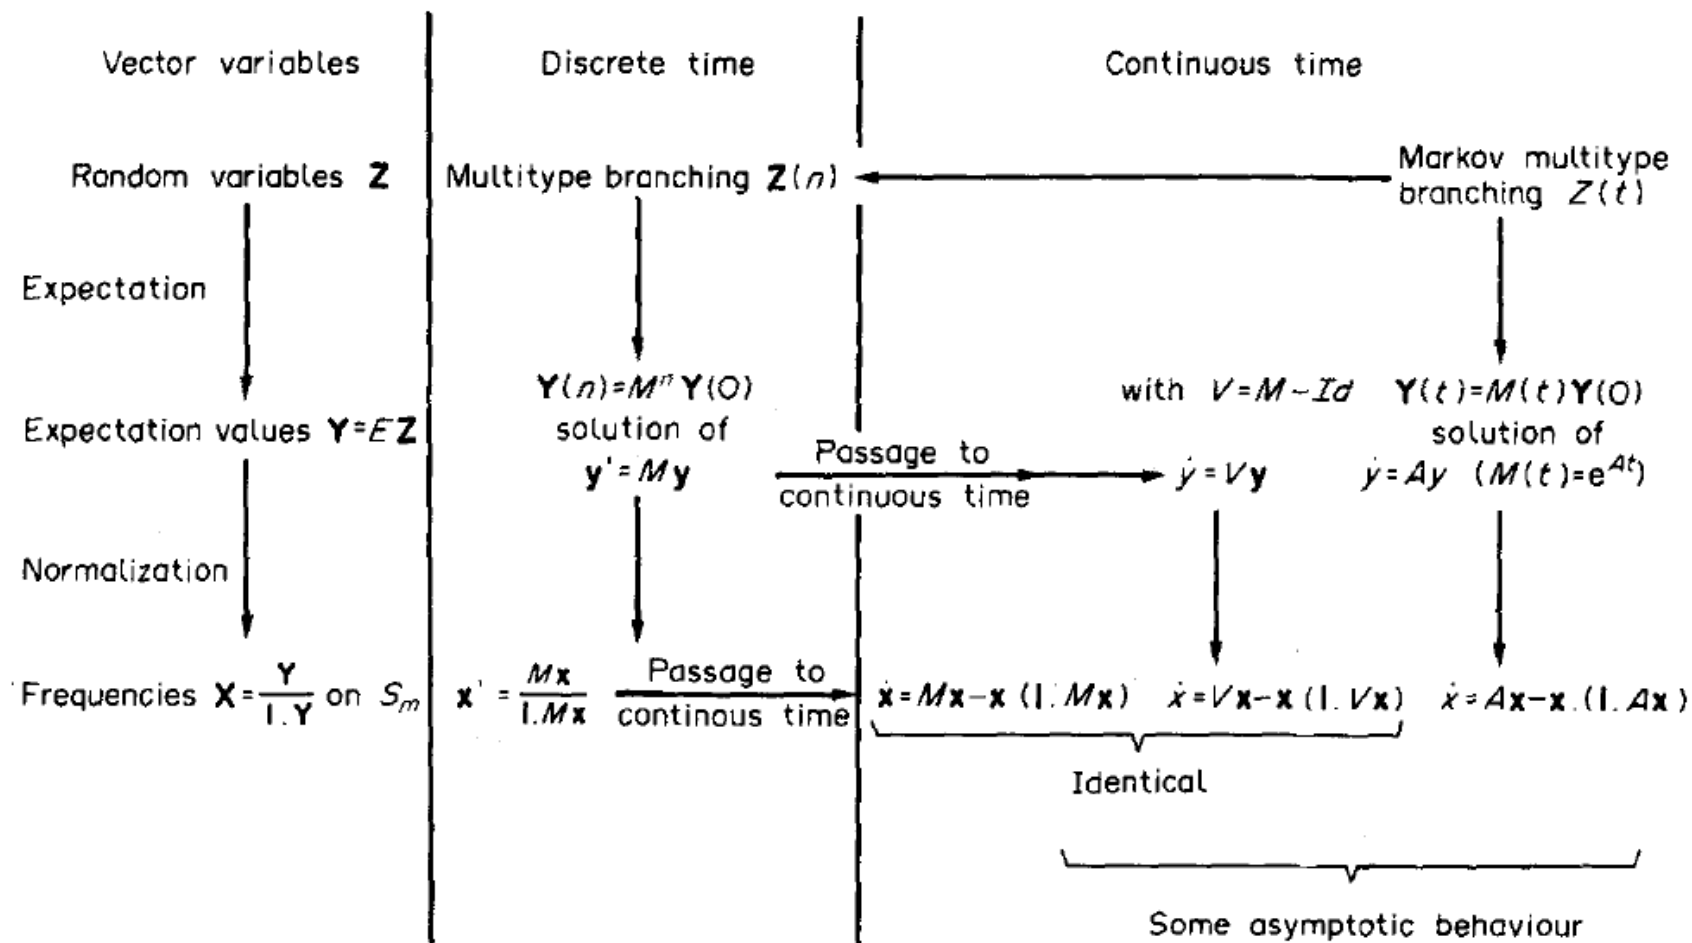 Vector variables
Discrete time
Continuous time
Random variables Z
Multitype branching Z(n)
Markov multitype
branching Z(t)
Expectation
Y(n)=Mⁿ Y(O)
solution of
y'=My
with V=M-Id
Y(t)=M(t)Y(O)
solution of
ẏ=Ay (M(t)=e^{At})
Expectation values Y=EZ
Passage to
continuous time
ẏ=Vy
Normalization
Frequencies X=Y/1.Y on Sₘ
x'=Mx/1.Mx
Passage to
continous time
ẋ=Mx-x (1.Mx)
ẋ=Vx-x (1.Vx)
ẋ=Ax-x.(1.Ax)
Identical
Some asymptotic behaviour